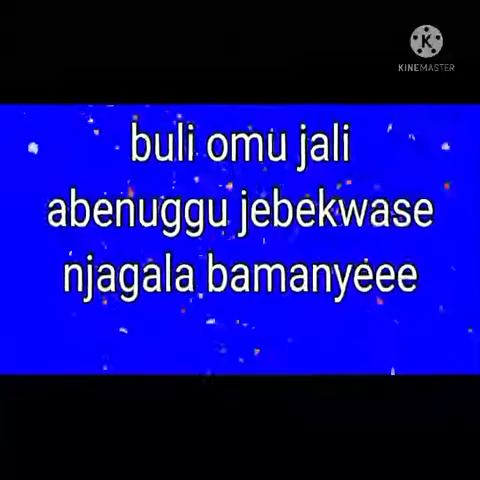 KINEMASTER
buli omu jali
abenuggu jebekwase
njagala bamanyeee